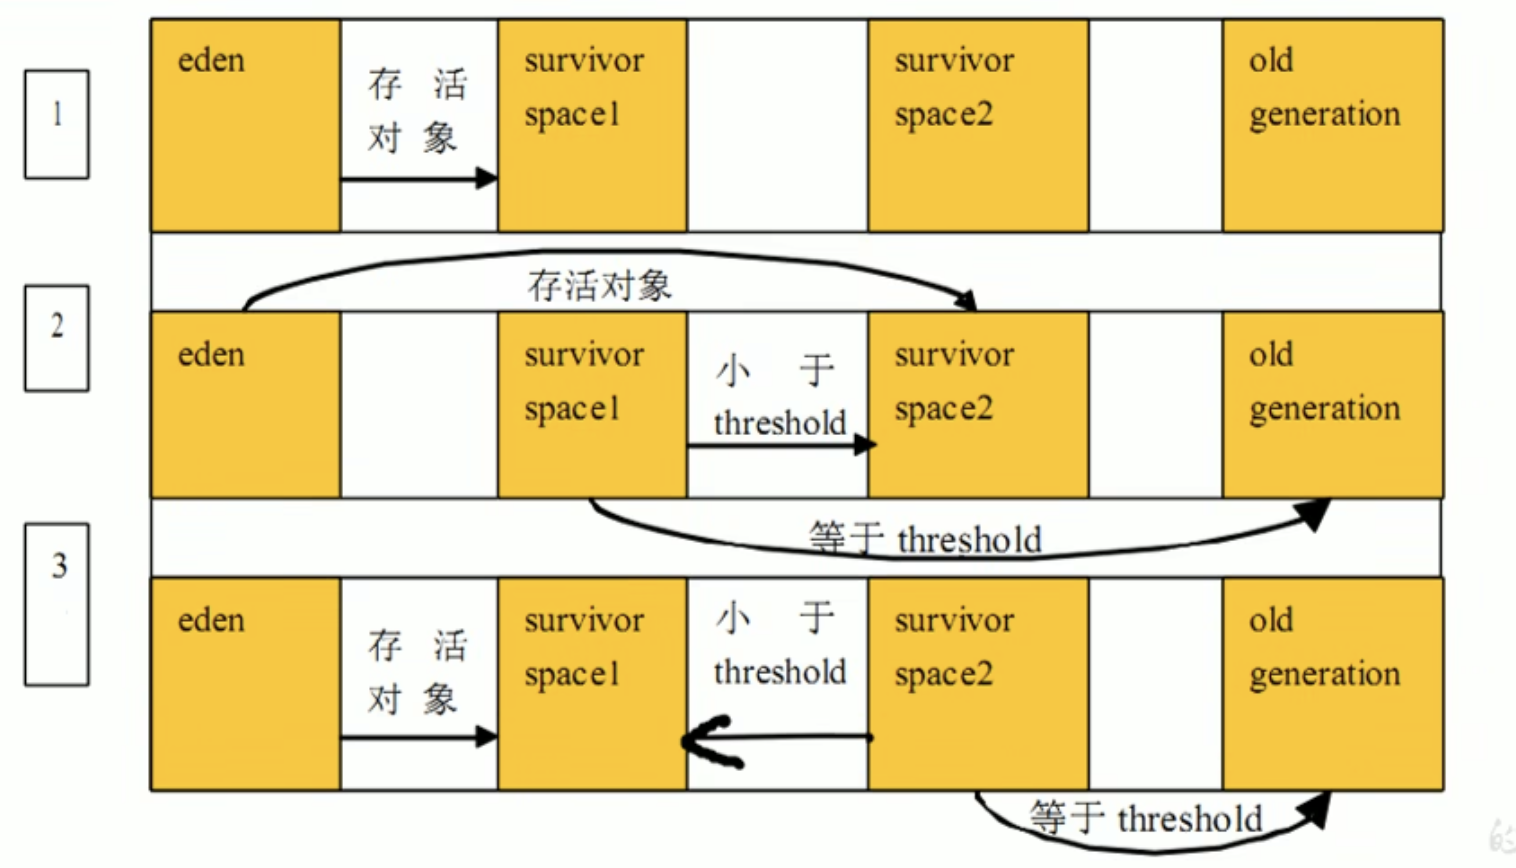 1
eden
存 活
对 象
survivor
space1
survivor
space2
old
generation
存活对象
2
eden
survivor
space1
小 于
threshold
survivor
space2
old
generation
等于 threshold
3
eden
存 活
对 象
survivor
space1
小 于
threshold
survivor
space2
old
generation
等于 threshold